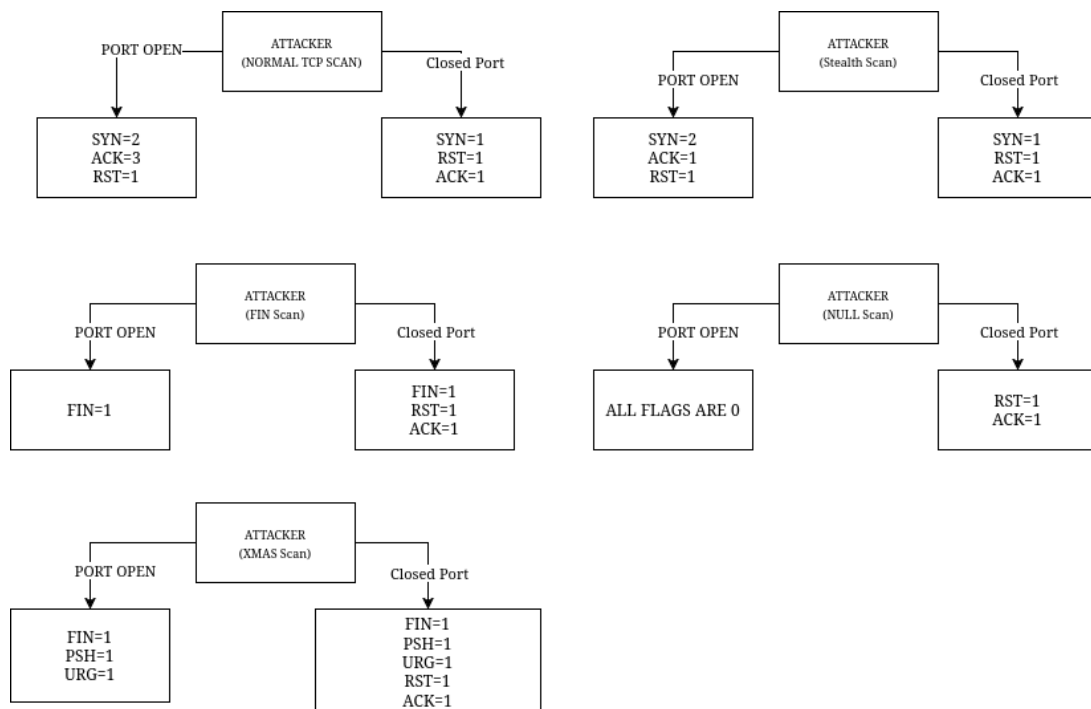 ATTACKER
(NORMAL TCP SCAN)
PORT OPEN
Closed Port
SYN=2
ACK=3
RST=1
SYN=1
RST=1
ACK=1
ATTACKER
(Stealth Scan)
PORT OPEN
Closed Port
SYN=2
ACK=1
RST=1
SYN=1
RST=1
ACK=1
ATTACKER
(FIN Scan)
PORT OPEN
Closed Port
FIN=1
FIN=1
RST=1
ACK=1
ATTACKER
(NULL Scan)
PORT OPEN
Closed Port
ALL FLAGS ARE 0
RST=1
ACK=1
ATTACKER
(XMAS Scan)
PORT OPEN
Closed Port
FIN=1
PSH=1
URG=1
FIN=1
PSH=1
URG=1
RST=1
ACK=1